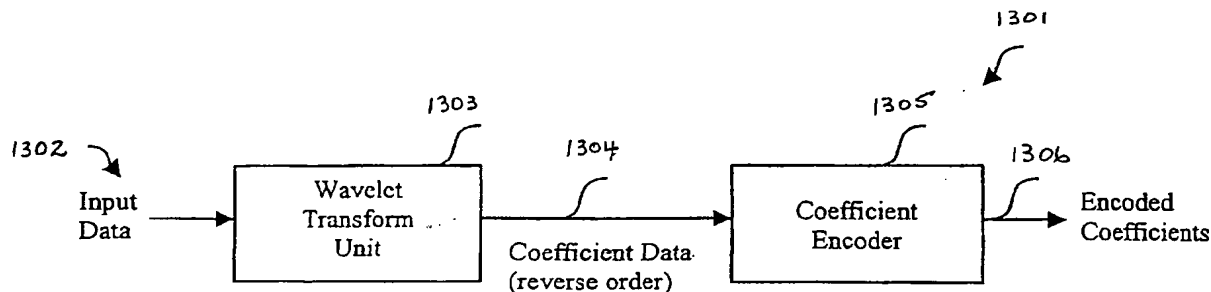 1301
1303
1305
1302
1304
1306
Input
Data
Wavelet
Transform
Unit
Coefficient Data
(reverse order)
Coefficient
Encoder
Encoded
Coefficients